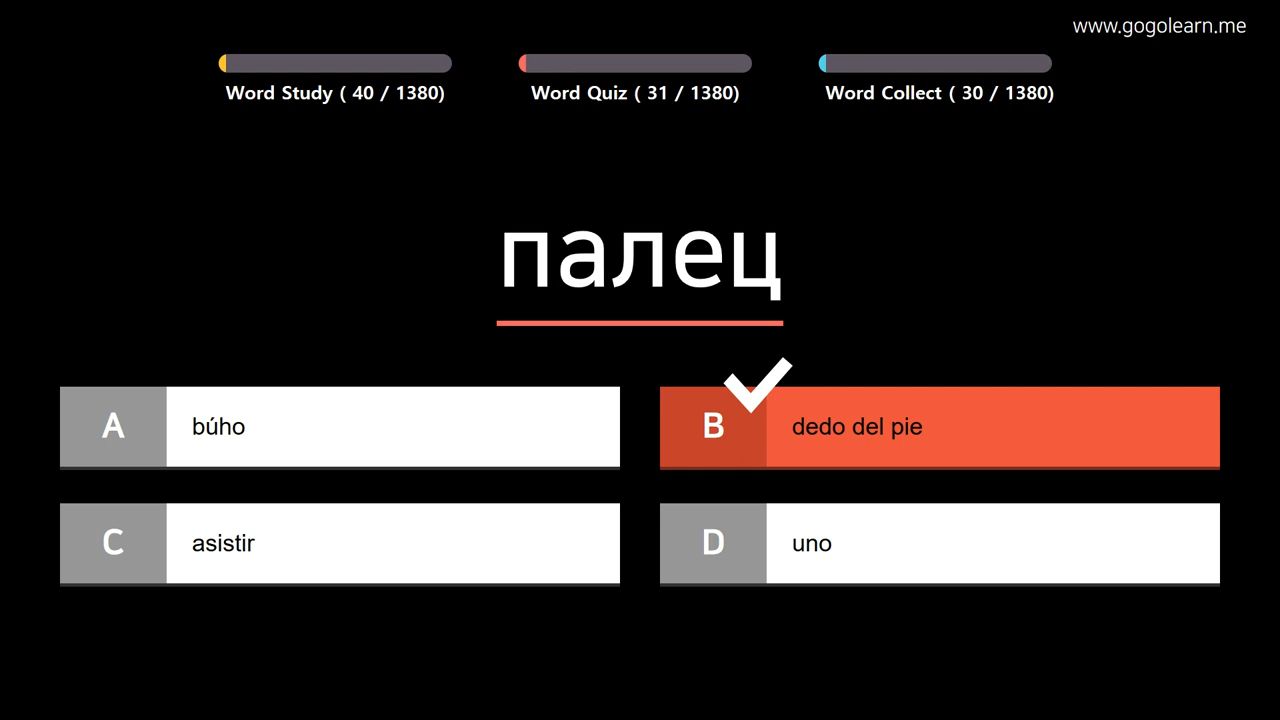 www.gogolearn.me
Word Study ( 40 / 1380)
Word Quiz ( 31 / 1380)
Word Collect ( 30 / 1380)
палец
A
búho
B
dedo del pie
C
asistir
D
uno